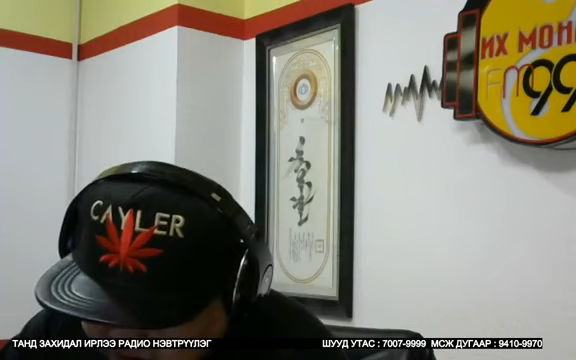 ИХ МОН
FM99
CAYLER
ТАНД ЗАХИДАЛ ИРЛЭЭ РАДИО НЭВТРҮҮЛЭГ ШУУД УТАС : 7007-9999 МСЖ ДУГААР : 9410-9970